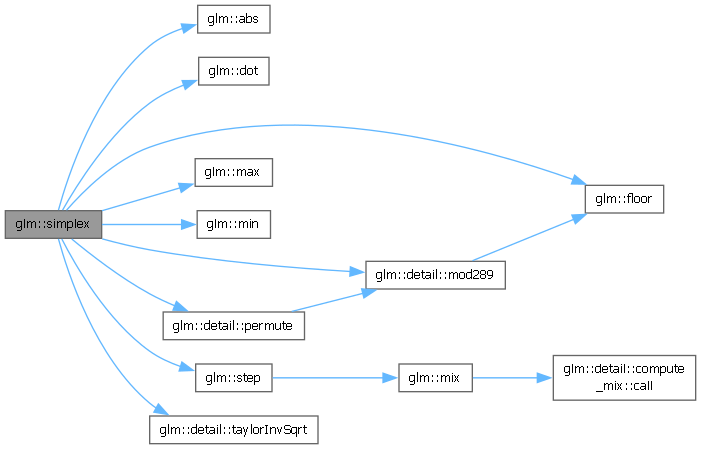 glm::abs
glm::dot
glm::max
glm::floor
glm::simplex
glm::min
glm::detail::mod289
glm::detail::permute
glm::step
glm::mix
glm::detail::compute
_mix::call
glm::detail::taylorInvSqrt